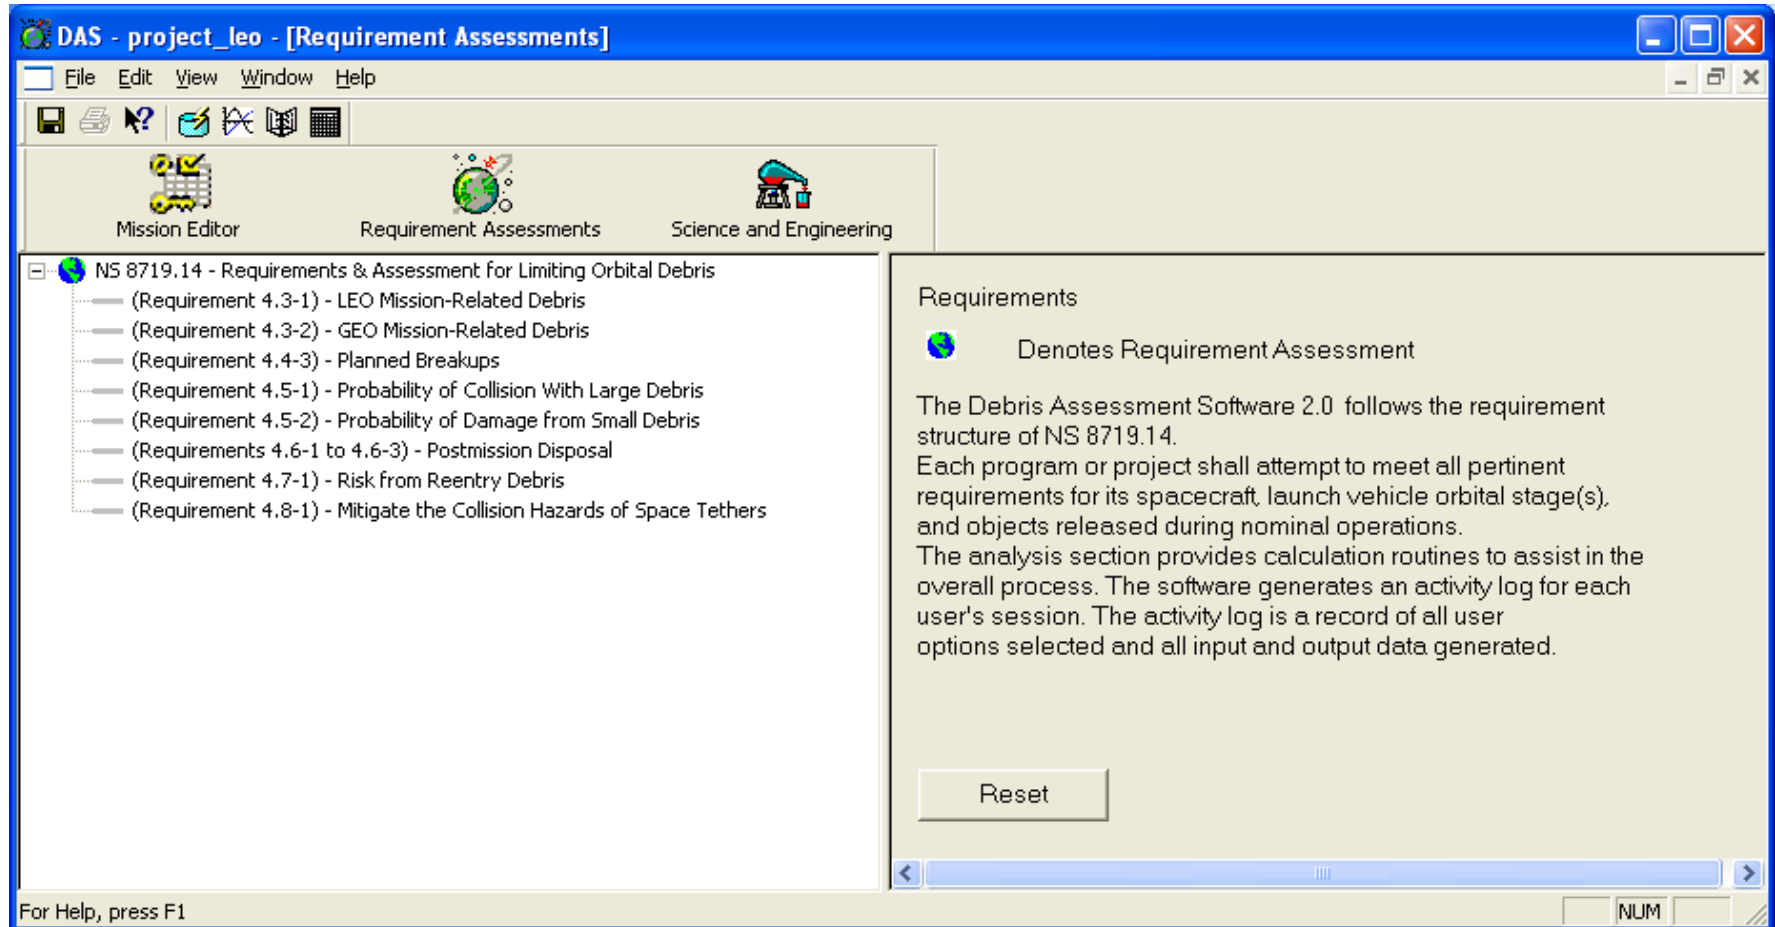 DAS - project_leo - [Requirement Assessments]
File Edit View Window Help
Mission Editor Requirement Assessments Science and Engineering
NS 8719.14 - Requirements & Assessment for Limiting Orbital Debris
(Requirement 4.3-1) - LEO Mission-Related Debris
(Requirement 4.3-2) - GEO Mission-Related Debris
(Requirement 4.4-3) - Planned Breakups
(Requirement 4.5-1) - Probability of Collision With Large Debris
(Requirement 4.5-2) - Probability of Damage from Small Debris
(Requirements 4.6-1 to 4.6-3) - Postmission Disposal
(Requirement 4.7-1) - Risk from Reentry Debris
(Requirement 4.8-1) - Mitigate the Collision Hazards of Space Tethers
Requirements
Denotes Requirement Assessment
The Debris Assessment Software 2.0 follows the requirement
structure of NS 8719.14.
Each program or project shall attempt to meet all pertinent
requirements for its spacecraft, launch vehicle orbital stage(s),
and objects released during nominal operations.
The analysis section provides calculation routines to assist in the
overall process. The software generates an activity log for each
user's session. The activity log is a record of all user
options selected and all input and output data generated.
Reset
For Help, press F1
NUM